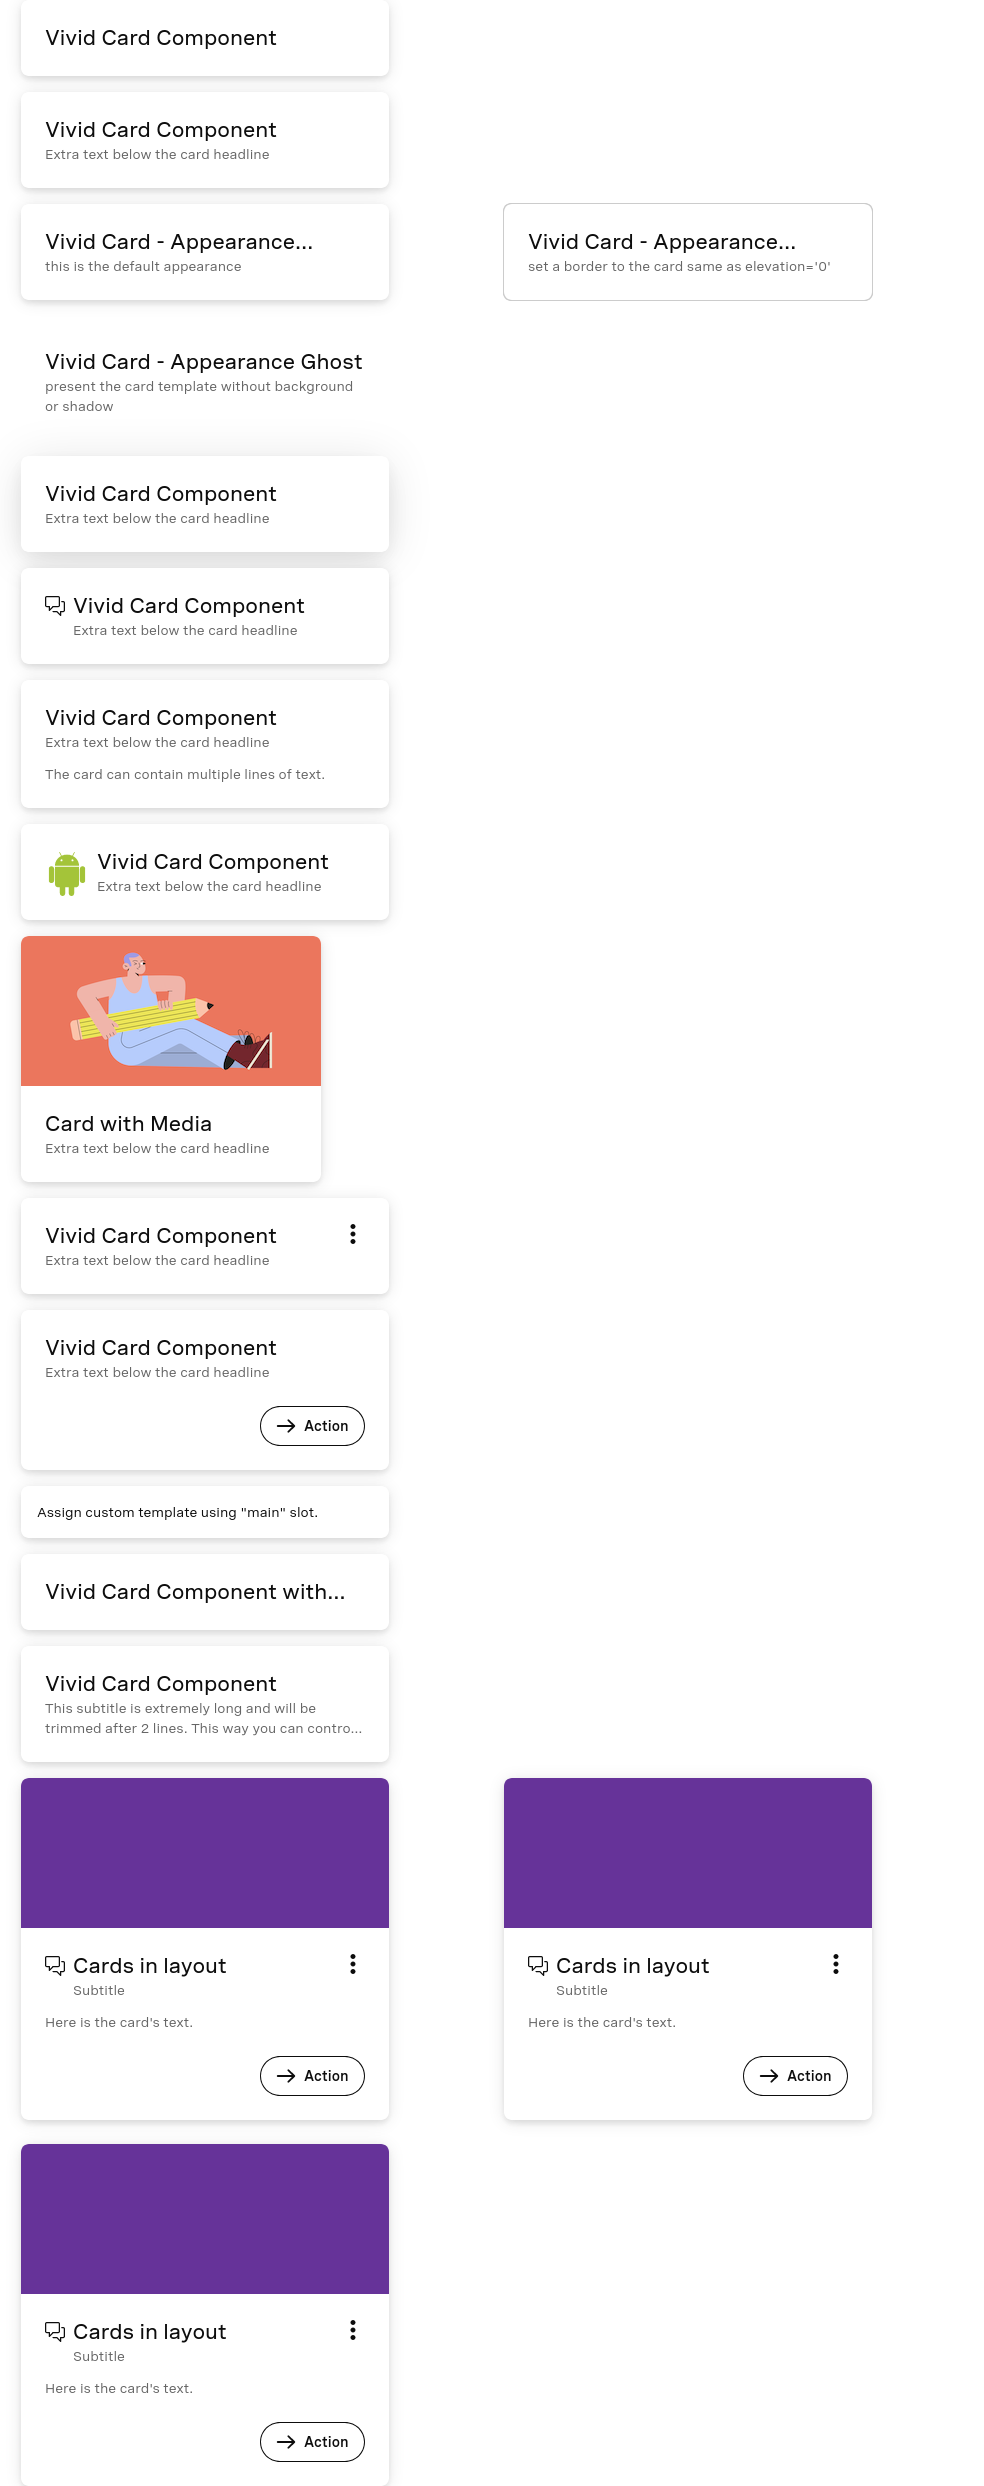 Vivid Card Component
Vivid Card Component
Extra text below the card headline
Vivid Card - Appearance...
this is the default appearance
Vivid Card - Appearance...
set a border to the card same as elevation='0'
Vivid Card - Appearance Ghost
present the card template without background
or shadow
Vivid Card Component
Extra text below the card headline
Vivid Card Component
Extra text below the card headline
Vivid Card Component
Extra text below the card headline
The card can contain multiple lines of text.
Vivid Card Component
Extra text below the card headline
Card with Media
Extra text below the card headline
Vivid Card Component
Extra text below the card headline
Vivid Card Component
Extra text below the card headline
Action
Assign custom template using "main" slot.
Vivid Card Component with...
Vivid Card Component
This subtitle is extremely long and will be
trimmed after 2 lines. This way you can contro...
Cards in layout
Subtitle
Here is the card's text.
Action
Cards in layout
Subtitle
Here is the card's text.
Action
Cards in layout
Subtitle
Here is the card's text.
Action